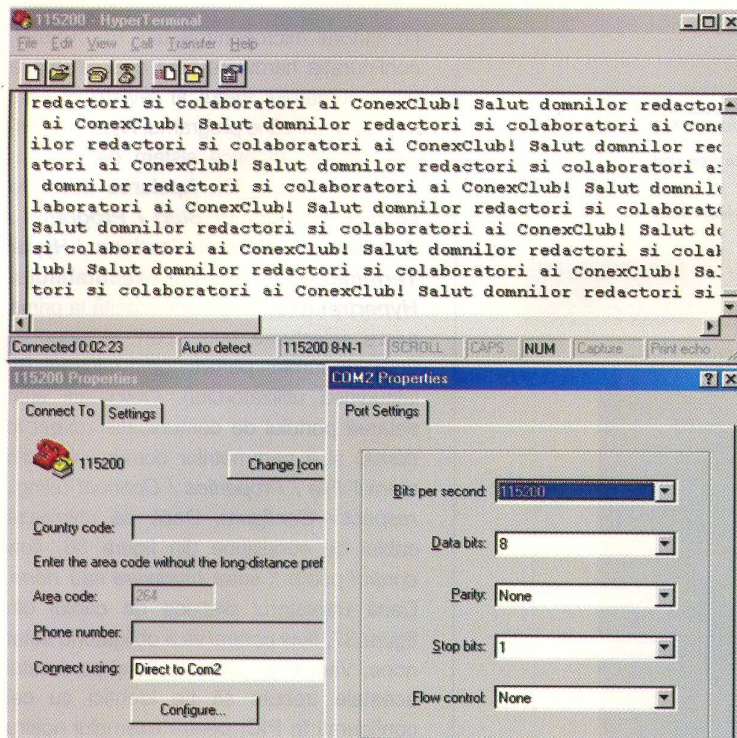 115200 - HyperTerminal
File Edit View Call Transfer Help
redactori si colaboratori ai ConexClub! Salut domnilor redactor
ai ConexClub! Salut domnilor redactori si colaboratori ai Cone
ilor redactori si colaboratori ai ConexClub! Salut domnilor red
atori ai ConexClub! Salut domnilor redactori si colaboratori ai
domnilor redactori si colaboratori ai ConexClub! Salut domnilo
laboratori ai ConexClub! Salut domnilor redactori si colaborato
Salut domnilor redactori si colaboratori ai ConexClub! Salut do
si colaboratori ai ConexClub! Salut domnilor redactori si colab
lub! Salut domnilor redactori si colaboratori ai ConexClub! Sal
tori si colaboratori ai ConexClub! Salut domnilor redactori si
Connected 0:02:23 Auto detect 115200 8-N-1 SCROLL CAPS NUM Capture Print echo
115200 Properties
Connect To Settings
115200 Change Icon
Country code:
Enter the area code without the long-distance pref
Area code: 264
Phone number:
Connect using: Direct to Com2
Configure...
COM2 Properties
Port Settings
Bits per second: 115200
Data bits: 8
Parity: None
Stop bits: 1
Flow control: None